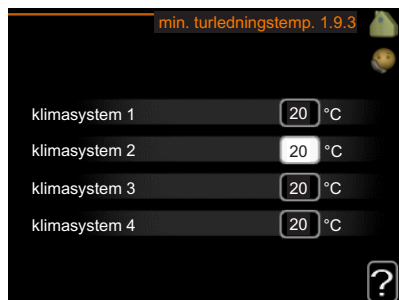 min. turledningstemp. 1.9.3
klimasystem 1 20 °C
klimasystem 2 20 °C
klimasystem 3 20 °C
klimasystem 4 20 °C
?